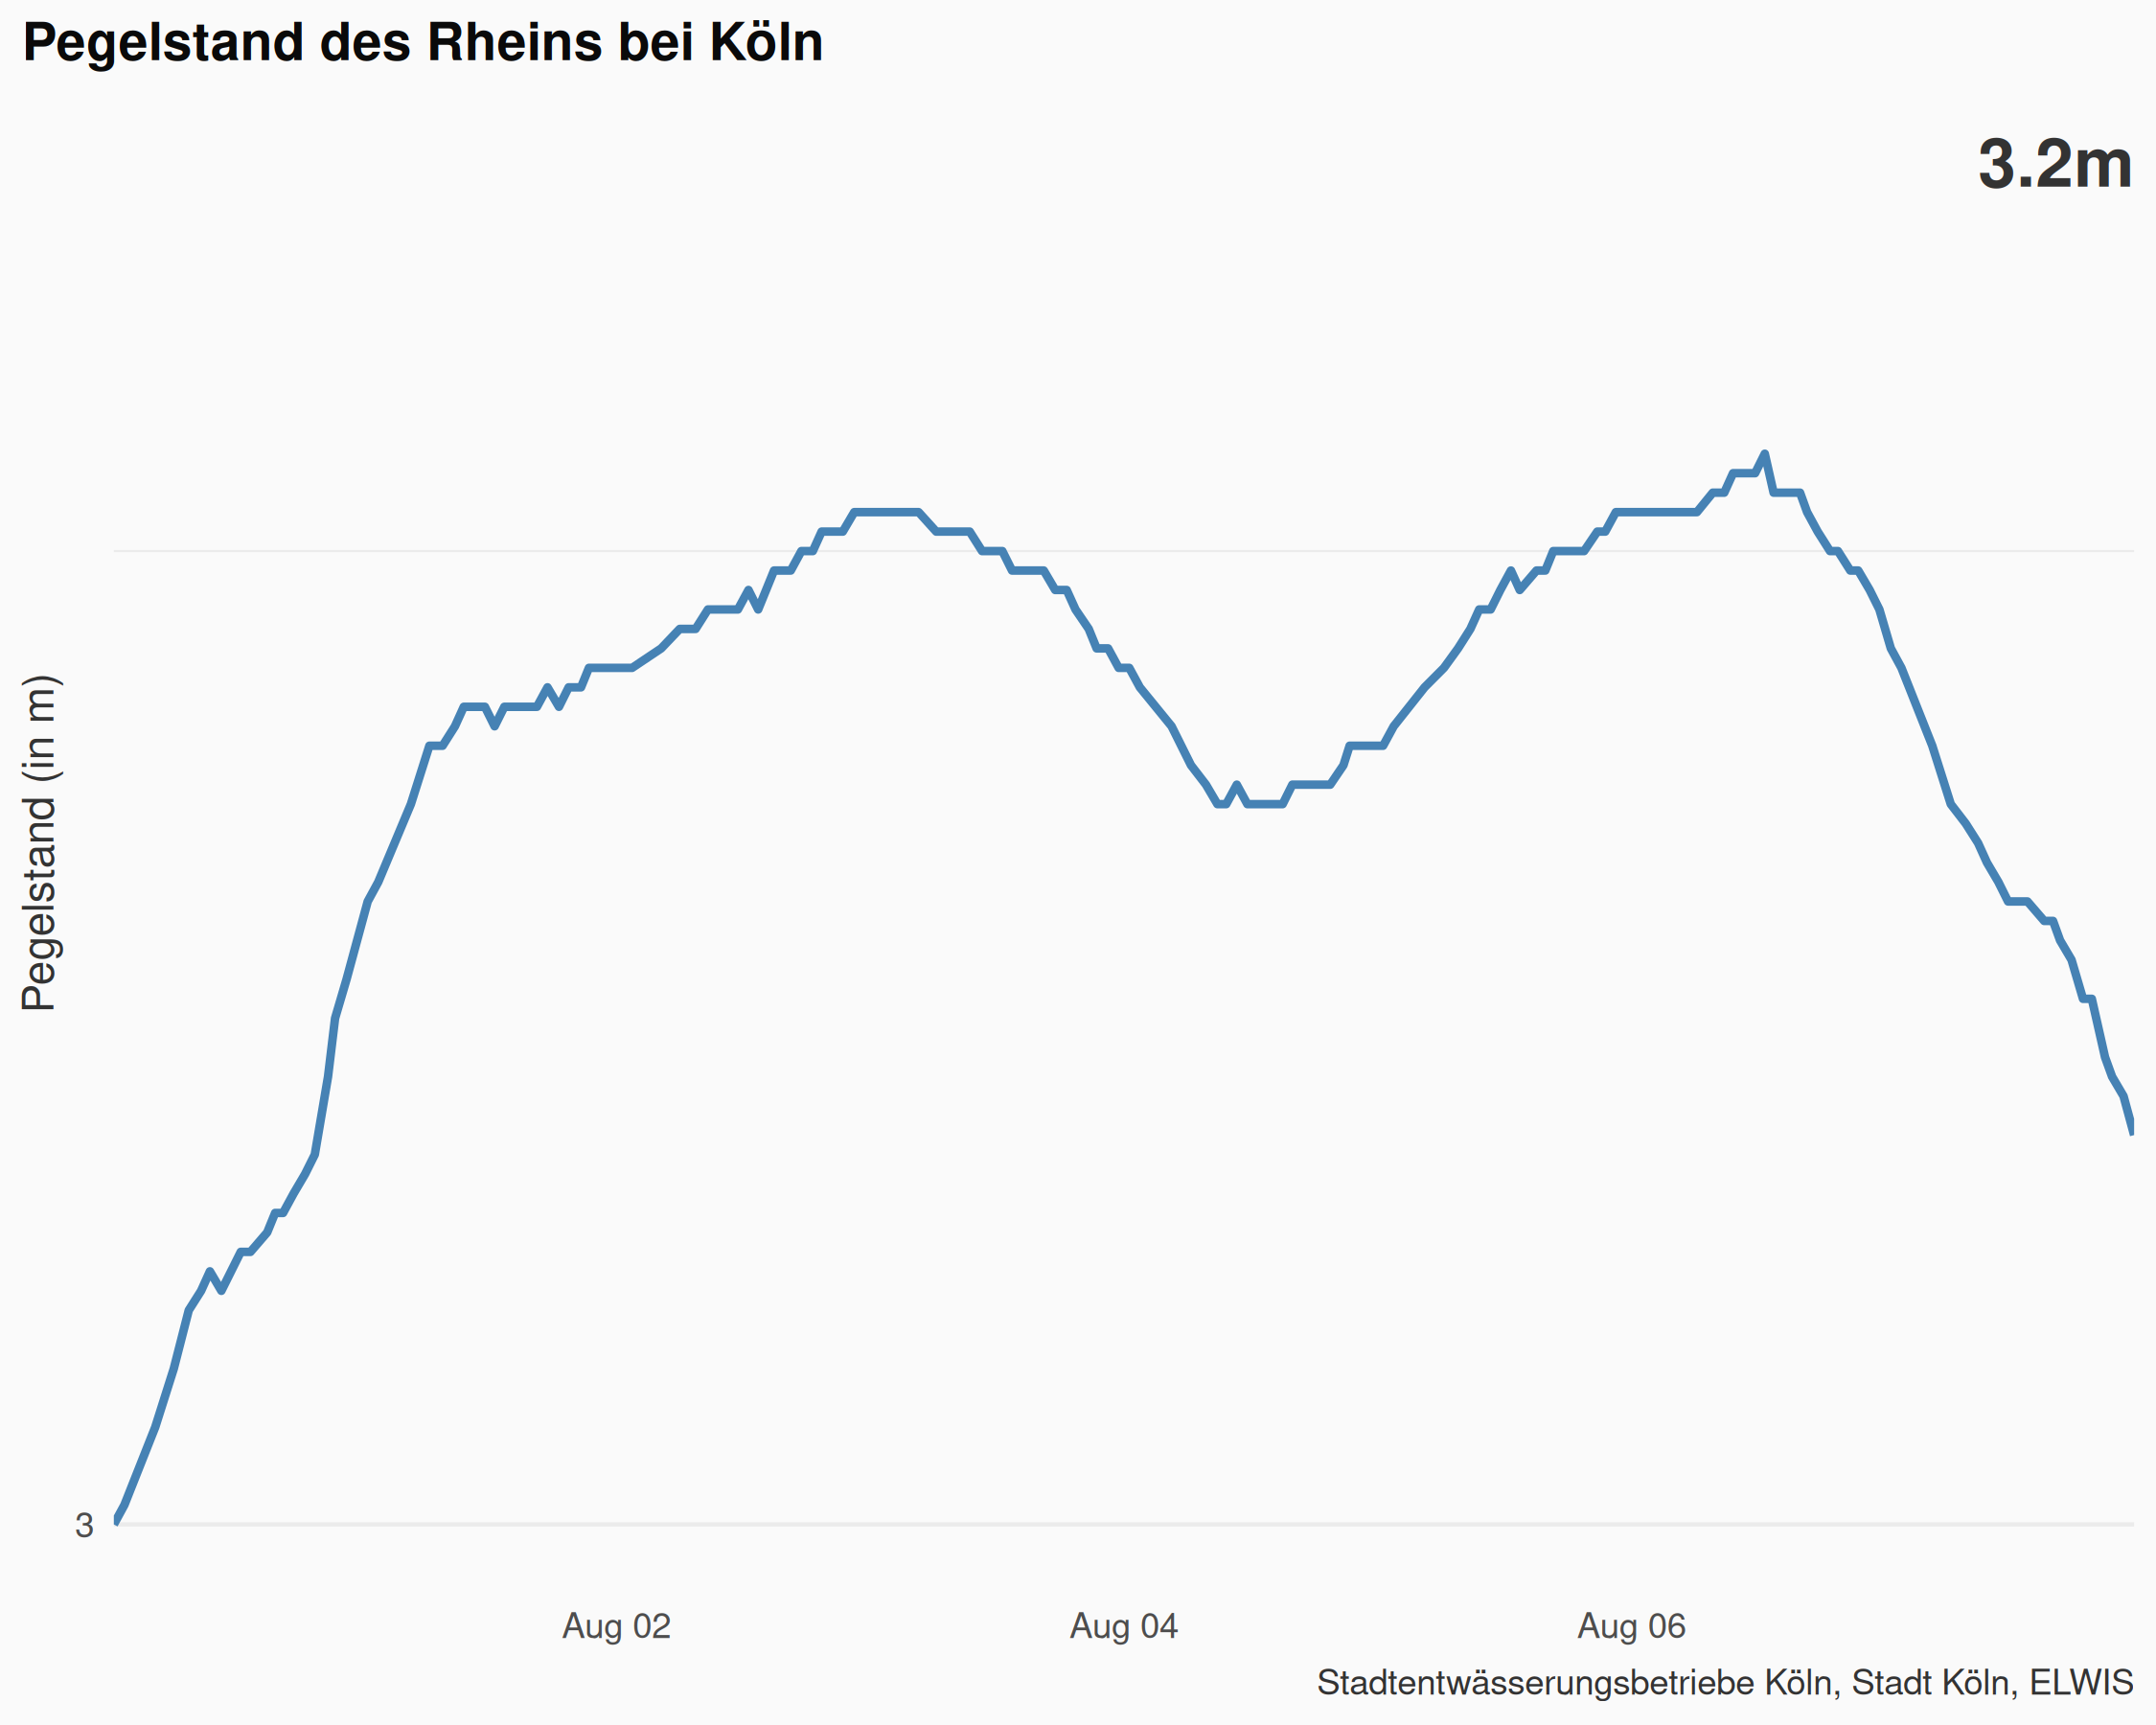 Pegelstand des Rheins bei Köln
3.2m
Pegelstand (in m)
3
Aug 02
Aug 04
Aug 06
Stadtentwässerungsbetriebe Köln, Stadt Köln, ELWIS